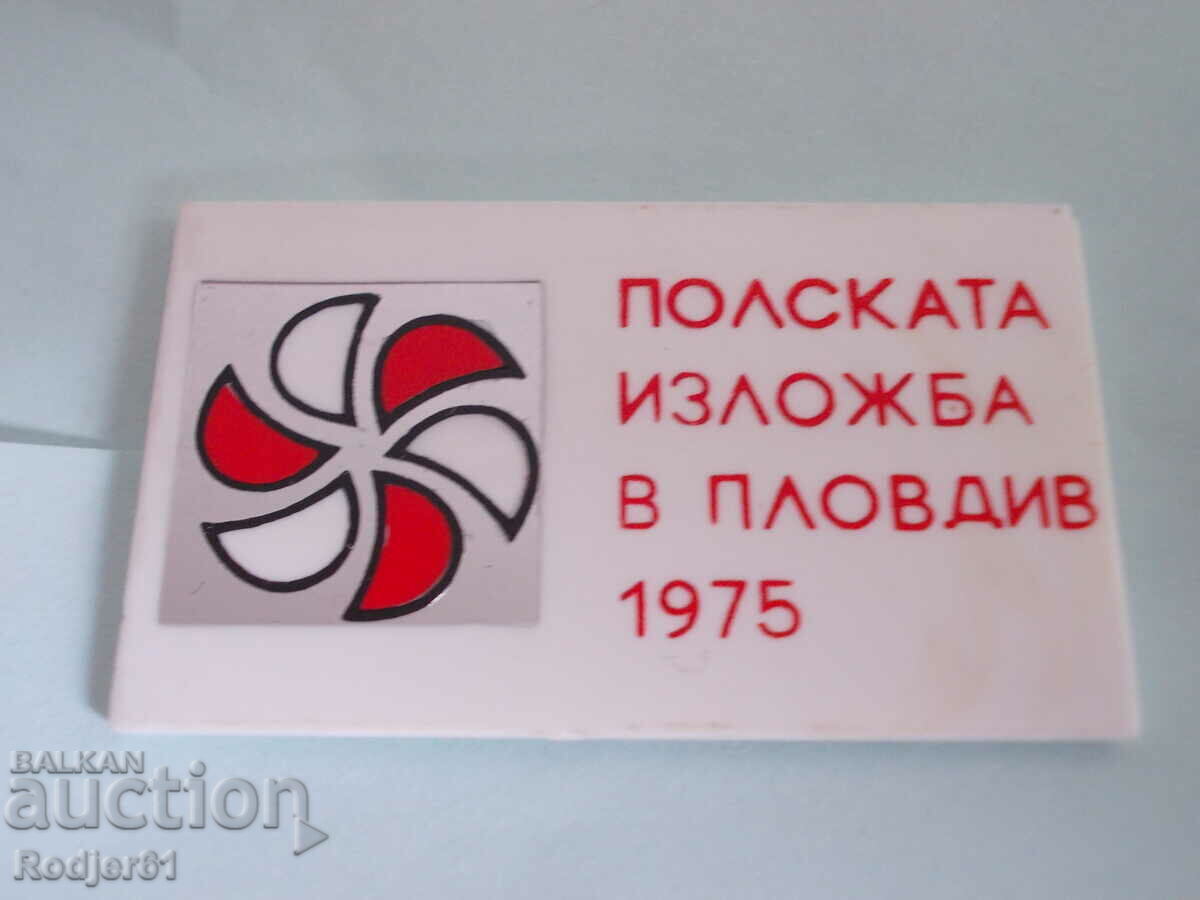 ПОЛСКАТА
ИЗЛОЖБА
В ПЛОВДИВ
1975
BALKAN
auction
Rodjer61